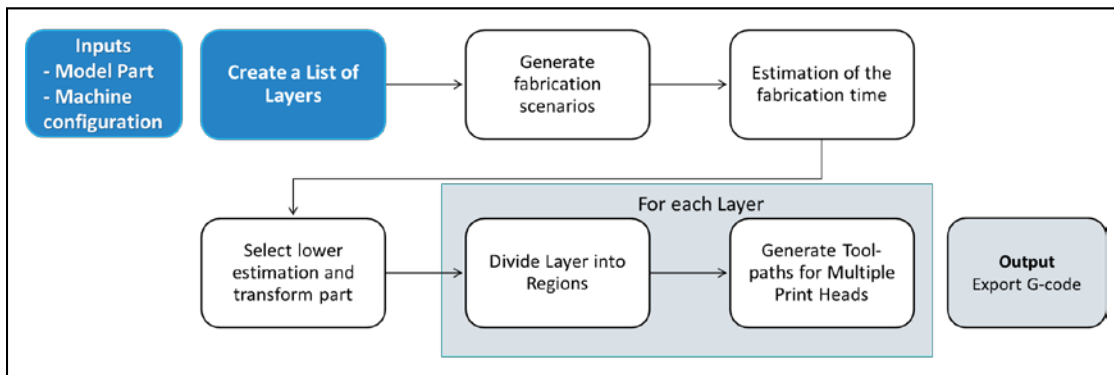 Inputs
- Model Part
- Machine
configuration
Create a List of
Layers
Generate
fabrication
scenarios
Estimation of the
fabrication time
Select lower
estimation and
transform part
For each Layer
Divide Layer into
Regions
Generate Tool-
paths for Multiple
Print Heads
Output
Export G-code